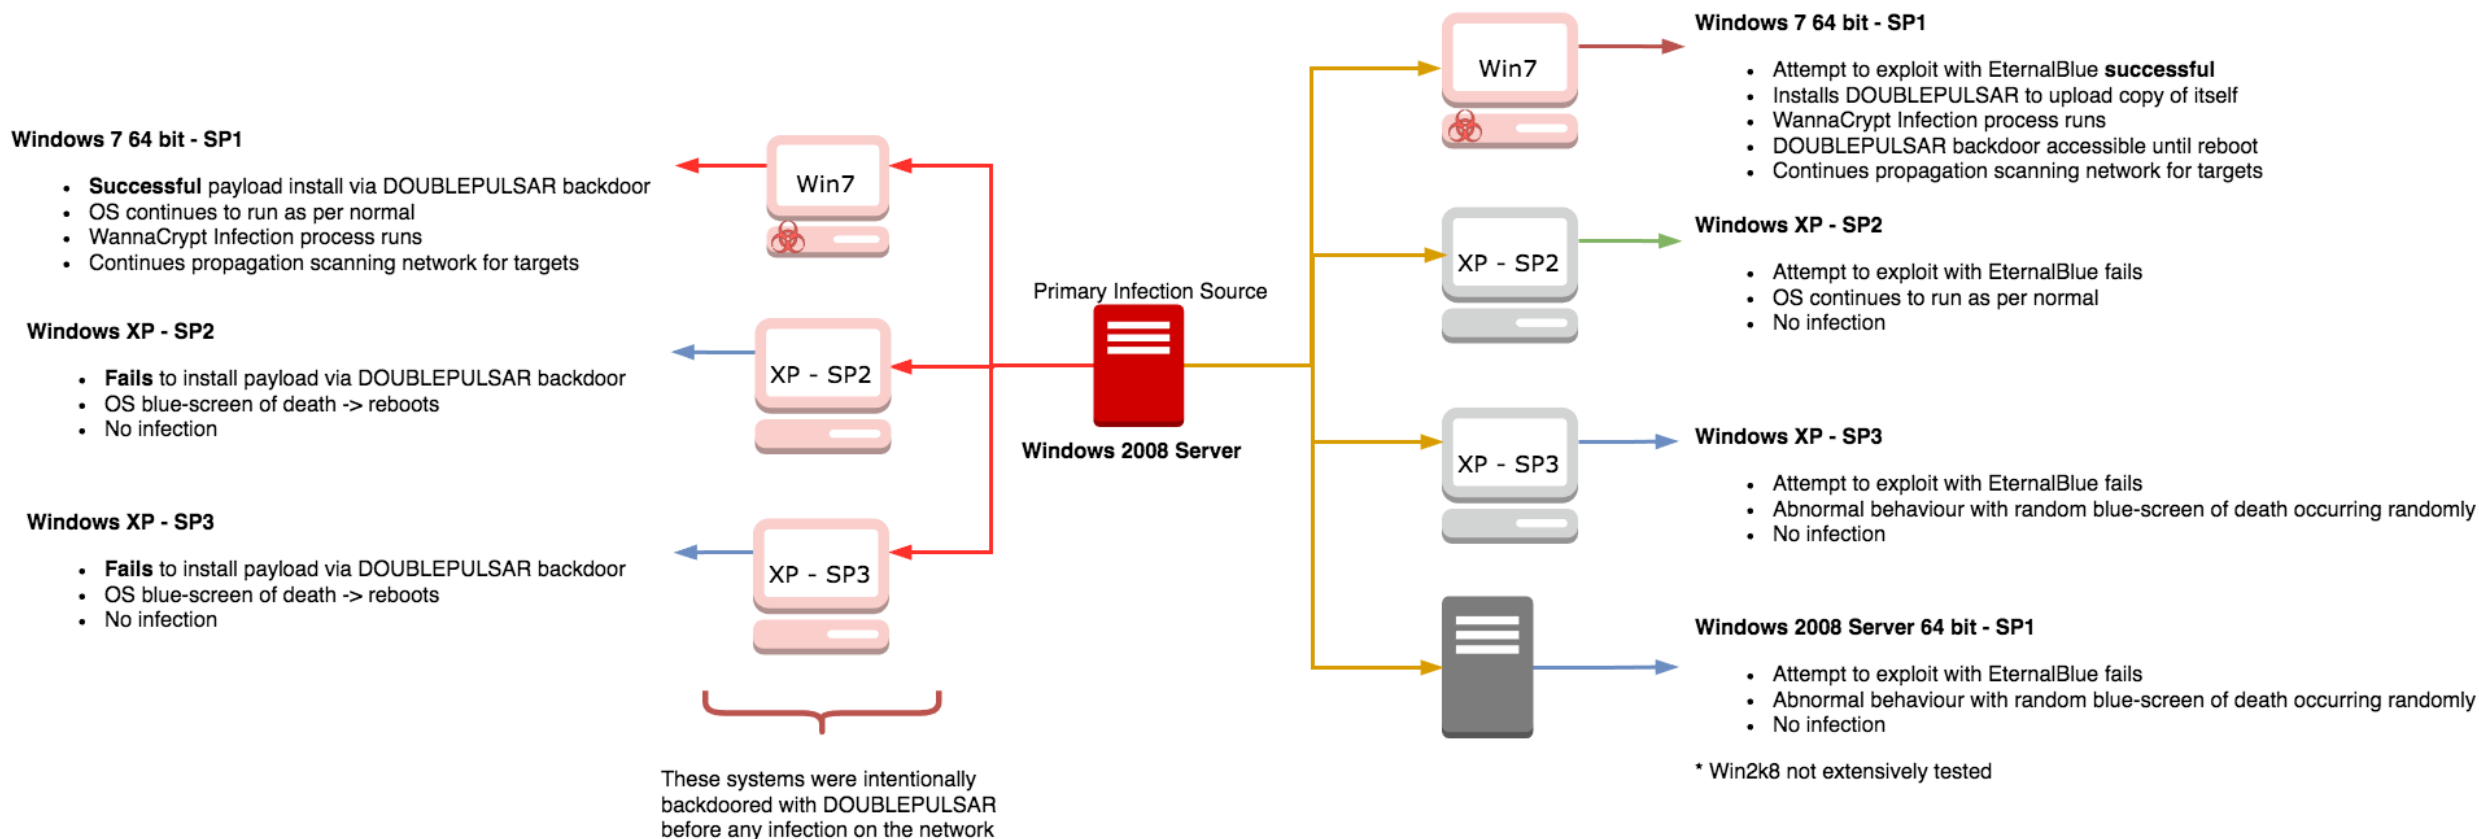 Windows 7 64 bit - SP1
• Successful payload install via DOUBLEPULSAR backdoor
• OS continues to run as per normal
• WannaCrypt Infection process runs
• Continues propagation scanning network for targets
Windows XP - SP2
• Fails to install payload via DOUBLEPULSAR backdoor
• OS blue-screen of death -> reboots
• No infection
Windows XP - SP3
• Fails to install payload via DOUBLEPULSAR backdoor
• OS blue-screen of death -> reboots
• No infection
Win7
XP - SP2
XP - SP3
These systems were intentionally
backdoored with DOUBLEPULSAR
before any infection on the network
Primary Infection Source
Windows 2008 Server
Win7
XP - SP2
XP - SP3
Windows 7 64 bit - SP1
• Attempt to exploit with EternalBlue successful
• Installs DOUBLEPULSAR to upload copy of itself
• WannaCrypt Infection process runs
• DOUBLEPULSAR backdoor accessible until reboot
• Continues propagation scanning network for targets
Windows XP - SP2
• Attempt to exploit with EternalBlue fails
• OS continues to run as per normal
• No infection
Windows XP - SP3
• Attempt to exploit with EternalBlue fails
• Abnormal behaviour with random blue-screen of death occurring randomly
• No infection
Windows 2008 Server 64 bit - SP1
• Attempt to exploit with EternalBlue fails
• Abnormal behaviour with random blue-screen of death occurring randomly
• No infection
* Win2k8 not extensively tested